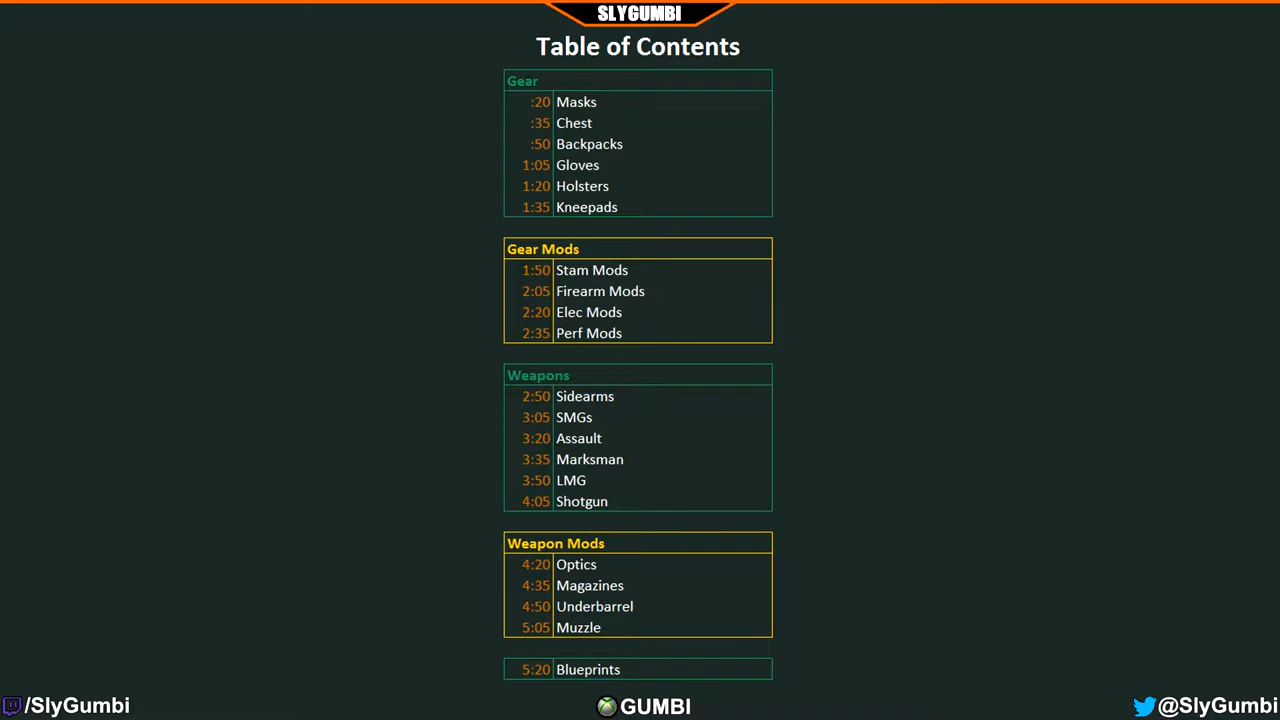 SLYGUMBI
Table of Contents
Gear
:20 Masks
:35 Chest
:50 Backpacks
1:05 Gloves
1:20 Holsters
1:35 Kneepads
Gear Mods
1:50 Stam Mods
2:05 Firearm Mods
2:20 Elec Mods
2:35 Perf Mods
Weapons
2:50 Sidearms
3:05 SMGs
3:20 Assault
3:35 Marksman
3:50 LMG
4:05 Shotgun
Weapon Mods
4:20 Optics
4:35 Magazines
4:50 Underbarrel
5:05 Muzzle
5:20 Blueprints
/SlyGumbi GUMBI @SlyGumbi